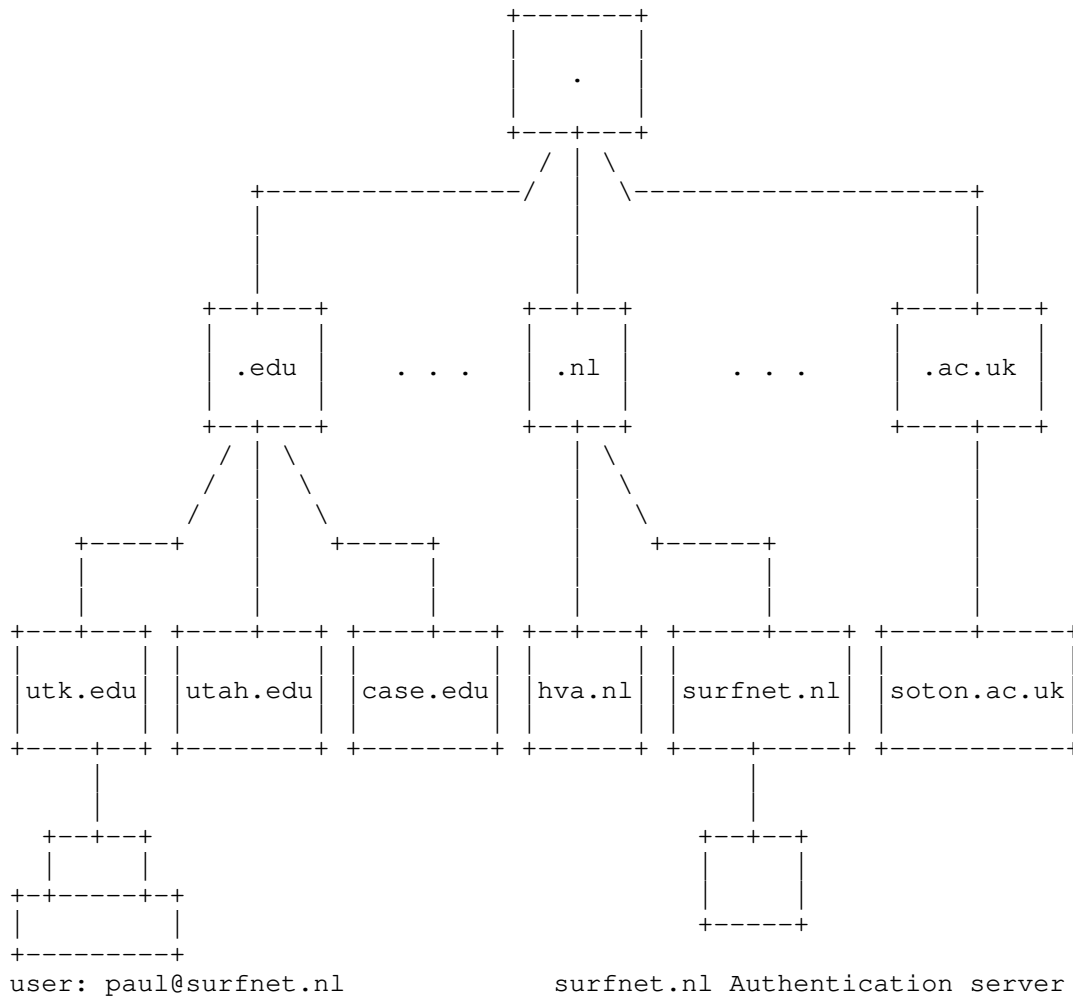 .
.edu . . . .nl . . . .ac.uk
utk.edu utah.edu case.edu hva.nl surfnet.nl soton.ac.uk
user: paul@surfnet.nl surfnet.nl Authentication server